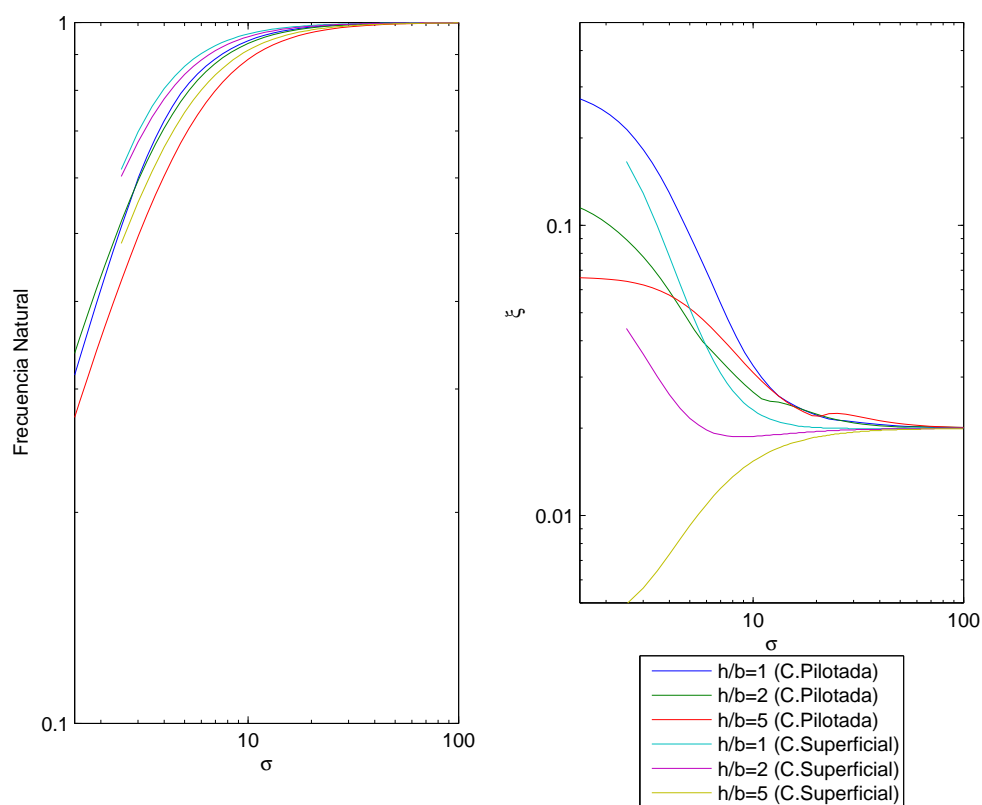 1
0.1
10
100
σ
Frecuencia Natural
0.1
0.01
10
100
σ
ξ
h/b=1 (C.Pilotada)
h/b=2 (C.Pilotada)
h/b=5 (C.Pilotada)
h/b=1 (C.Superficial)
h/b=2 (C.Superficial)
h/b=5 (C.Superficial)